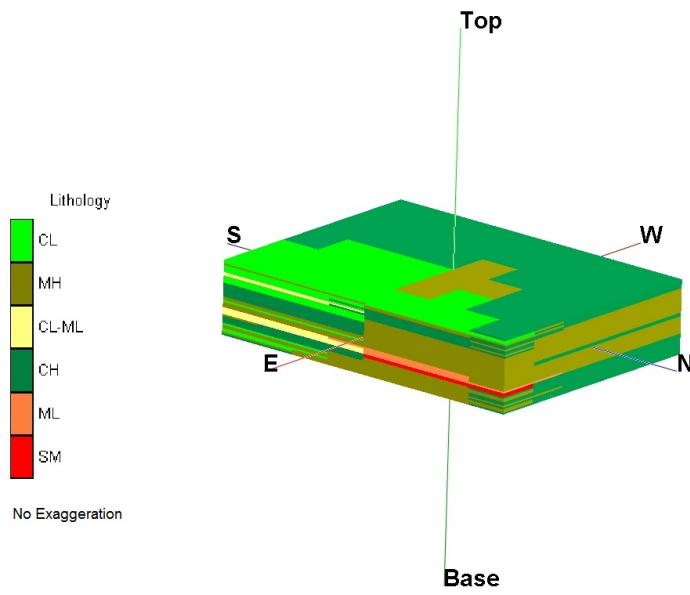 Top
Lithology
CL
MH
CL-ML
CH
ML
SM
No Exaggeration
S
W
E
N
Base